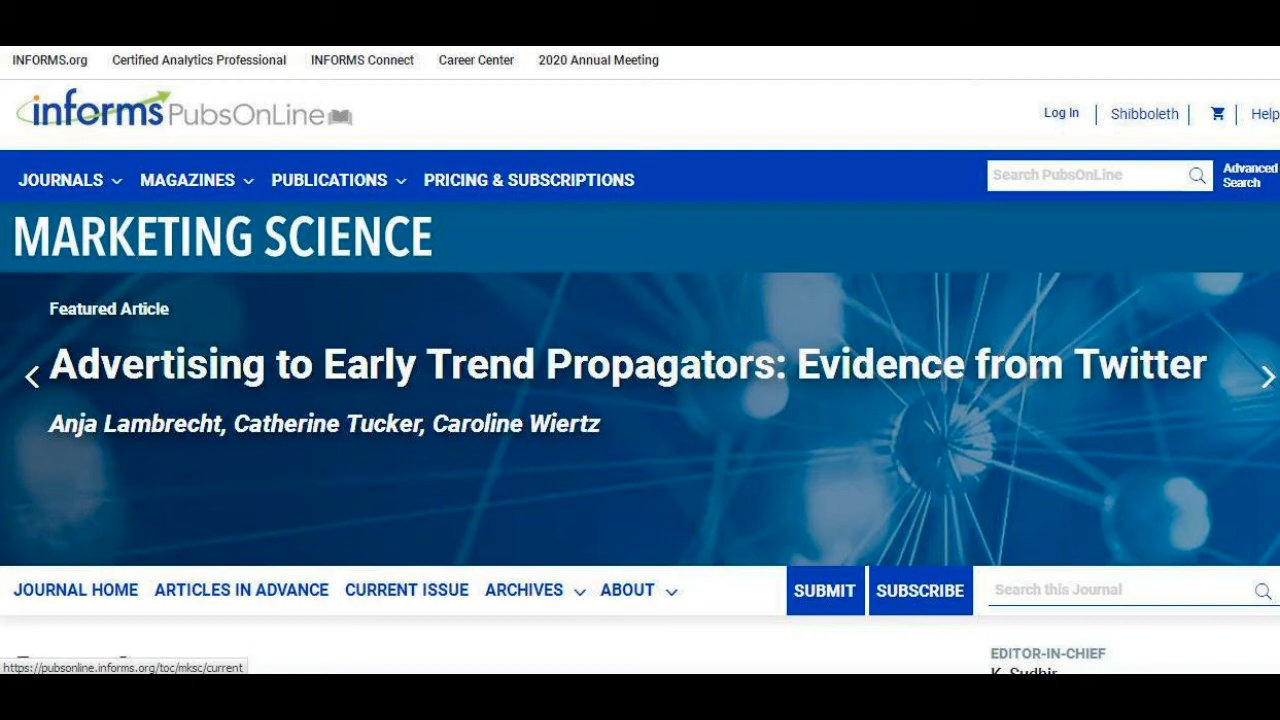 INFORMS.org Certified Analytics Professional INFORMS Connect Career Center 2020 Annual Meeting
informs PubsOnLine
Log In Shibboleth Help
JOURNALS MAGAZINES PUBLICATIONS PRICING & SUBSCRIPTIONS
Search PubsOnLine
Advanced
Search
MARKETING SCIENCE
Featured Article
Advertising to Early Trend Propagators: Evidence from Twitter
Anja Lambrecht, Catherine Tucker, Caroline Wiertz
JOURNAL HOME ARTICLES IN ADVANCE CURRENT ISSUE ARCHIVES ABOUT
SUBMIT SUBSCRIBE
Search this Journal
EDITOR-IN-CHIEF
K. Sudhir
https://pubsonline.informs.org/toc/mksc/current